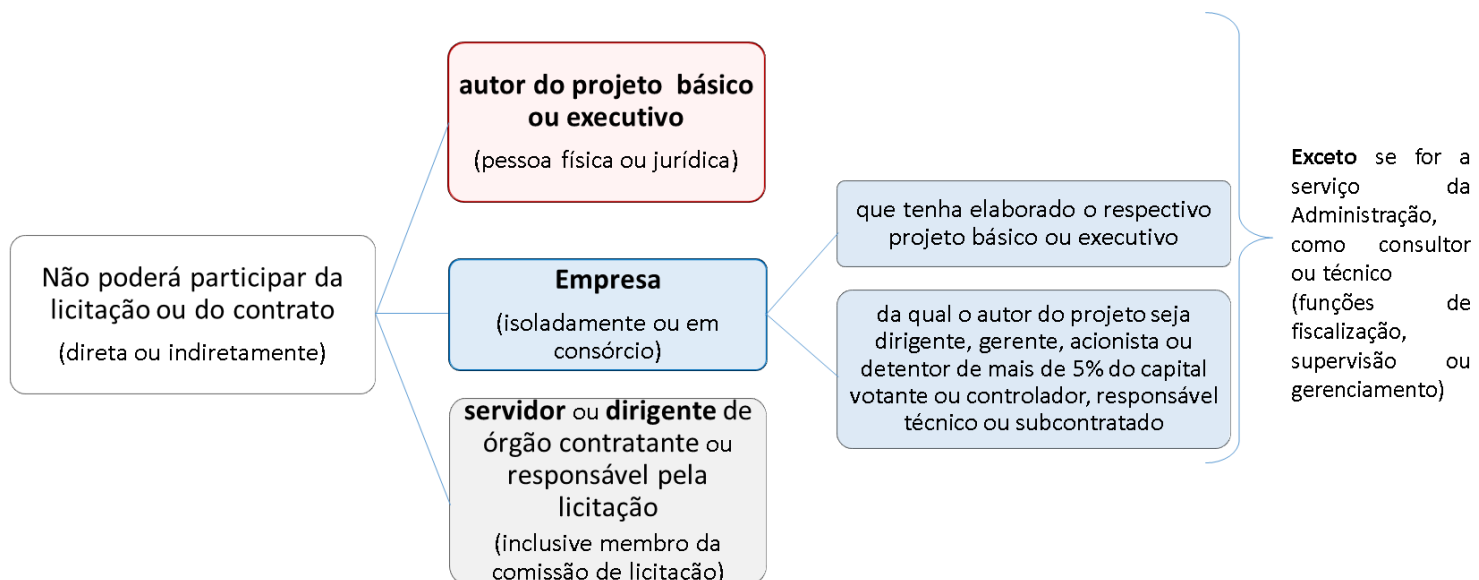 Não poderá participar da
licitação ou do contrato
(direta ou indiretamente)
autor do projeto básico
ou executivo
(pessoa física ou jurídica)
Empresa
(isoladamente ou em
consórcio)
servidor ou dirigente de
órgão contratante ou
responsável pela
licitação
(inclusive membro da
comissão de licitação)
que tenha elaborado o respectivo
projeto básico ou executivo
da qual o autor do projeto seja
dirigente, gerente, acionista ou
detentor de mais de 5% do capital
votante ou controlador, responsável
técnico ou subcontratado
Exceto se for a
serviço da
Administração,
como consultor
ou técnico
(funções de
fiscalização,
supervisão ou
gerenciamento)